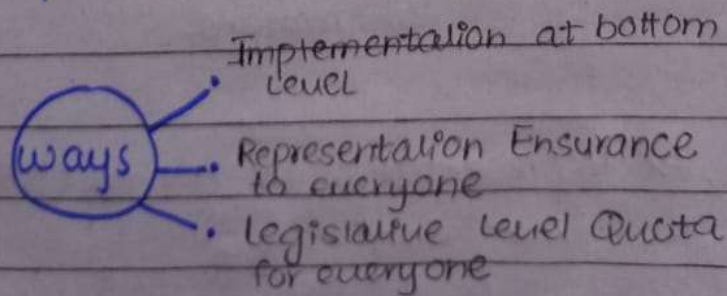 Implementation at bottom
Level
ways
Representation Ensurance
to everyone
Legislative Level Quota
for everyone